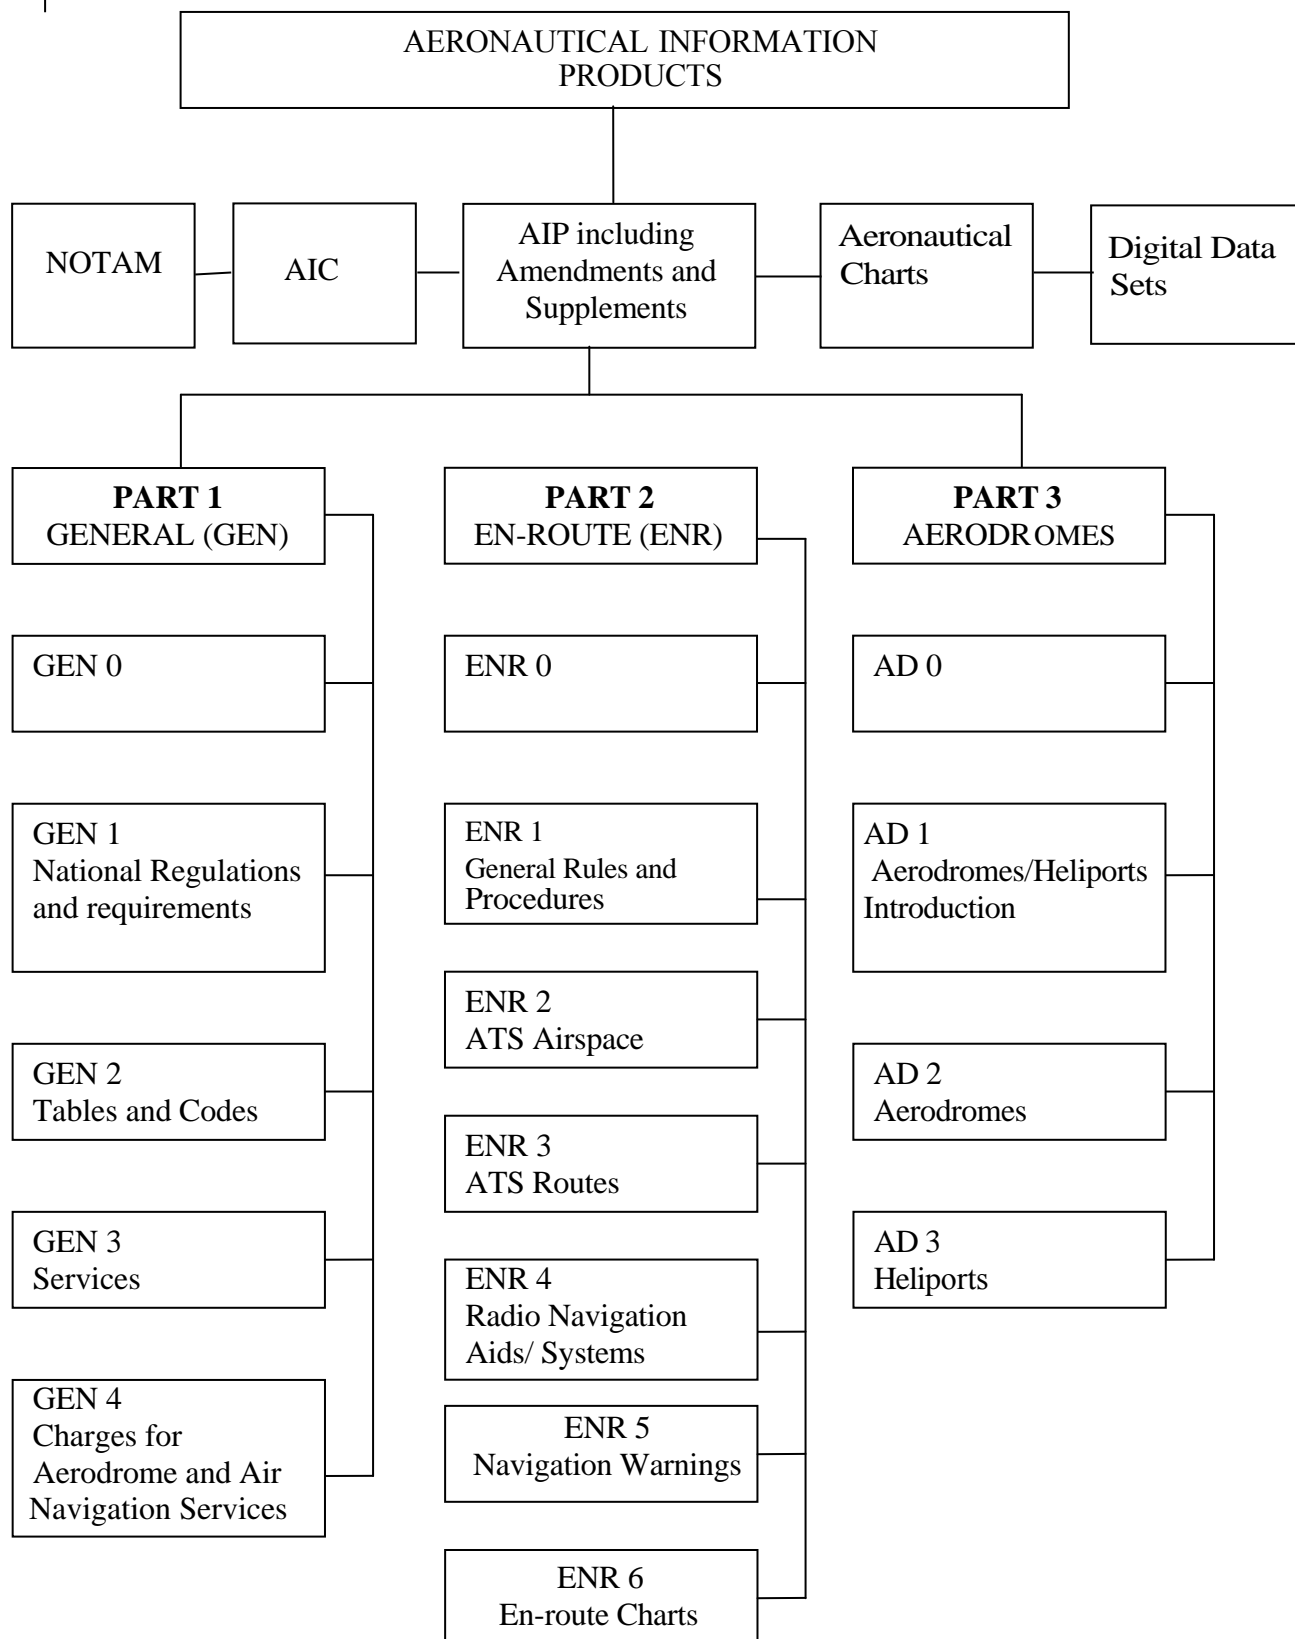 AERONAUTICAL INFORMATION
PRODUCTS
NOTAM
AIC
AIP including
Amendments and
Supplements
Aeronautical
Charts
Digital Data
Sets
PART 1
GENERAL (GEN)
PART 2
EN-ROUTE (ENR)
PART 3
AERODROMES
GEN 0
ENR 0
AD 0
GEN 1
National Regulations
and requirements
ENR 1
General Rules and
Procedures
AD 1
Aerodromes/Heliports
Introduction
ENR 2
ATS Airspace
GEN 2
Tables and Codes
AD 2
Aerodromes
ENR 3
ATS Routes
GEN 3
Services
AD 3
Heliports
ENR 4
Radio Navigation
Aids/ Systems
GEN 4
Charges for
Aerodrome and Air
Navigation Services
ENR 5
Navigation Warnings
ENR 6
En-route Charts